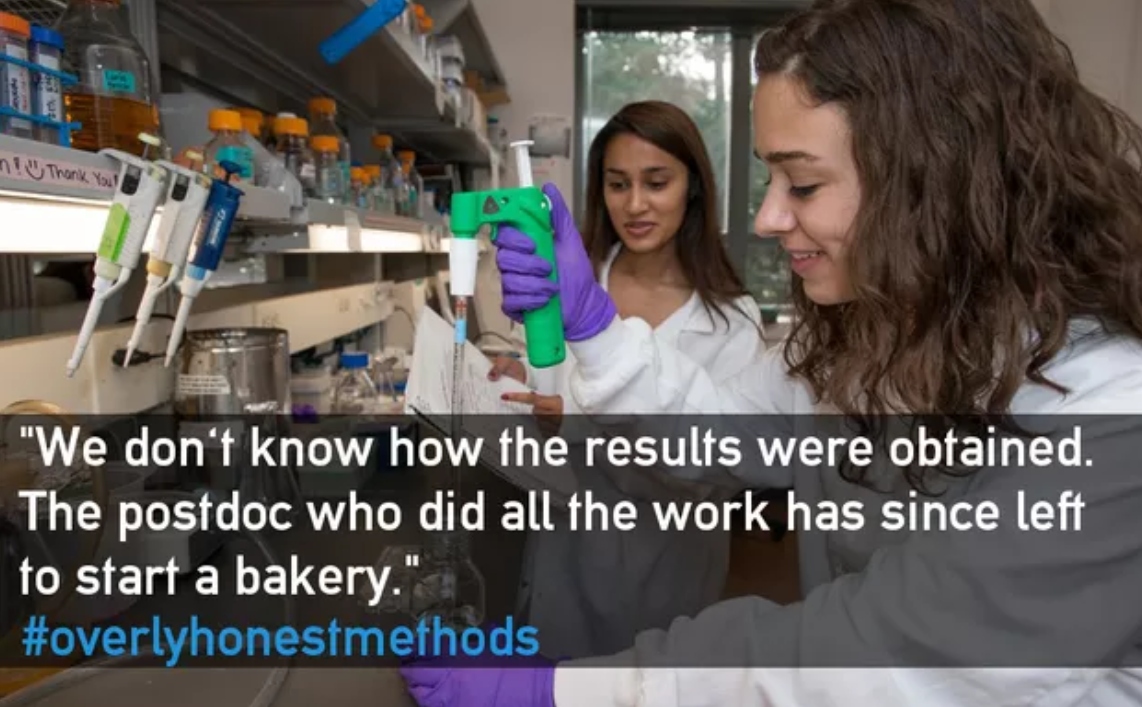 n! Thank You!
"We don't know how the results were obtained.
The postdoc who did all the work has since left
to start a bakery."
#overlyhonestmethods